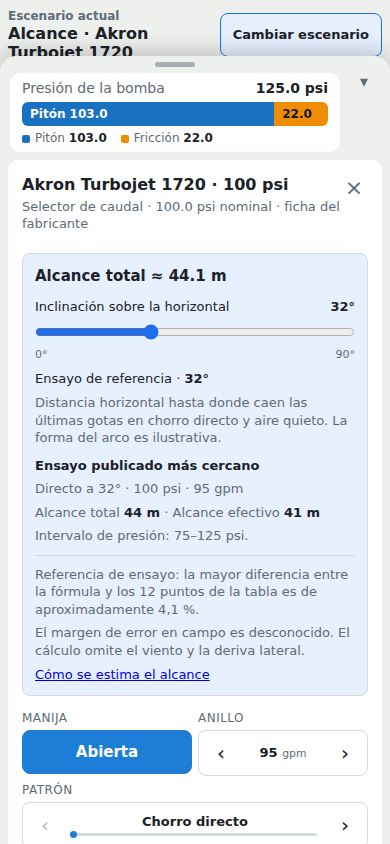 Escenario actual
Alcance · Akron
Turbojet 1720
Cambiar escenario
Presión de la bomba
125.0 psi
▾
Pitón 103.0
22.0
Pitón 103.0
Fricción 22.0
Akron Turbojet 1720 · 100 psi
×
Selector de caudal · 100.0 psi nominal · ficha del
fabricante
Alcance total ≈ 44.1 m
Inclinación sobre la horizontal
32°
0°
90°
Ensayo de referencia · 32°
Distancia horizontal hasta donde caen las
últimas gotas en chorro directo y aire quieto. La
forma del arco es ilustrativa.
Ensayo publicado más cercano
Directo a 32° · 100 psi · 95 gpm
Alcance total 44 m · Alcance efectivo 41 m
Intervalo de presión: 75–125 psi.
Referencia de ensayo: la mayor diferencia entre
la fórmula y los 12 puntos de la tabla es de
aproximadamente 4,1 %.
El margen de error en campo es desconocido. El
cálculo omite el viento y la deriva lateral.
Cómo se estima el alcance
MANIJA
ANILLO
Abierta
‹
95 gpm
›
PATRÓN
‹
Chorro directo
›